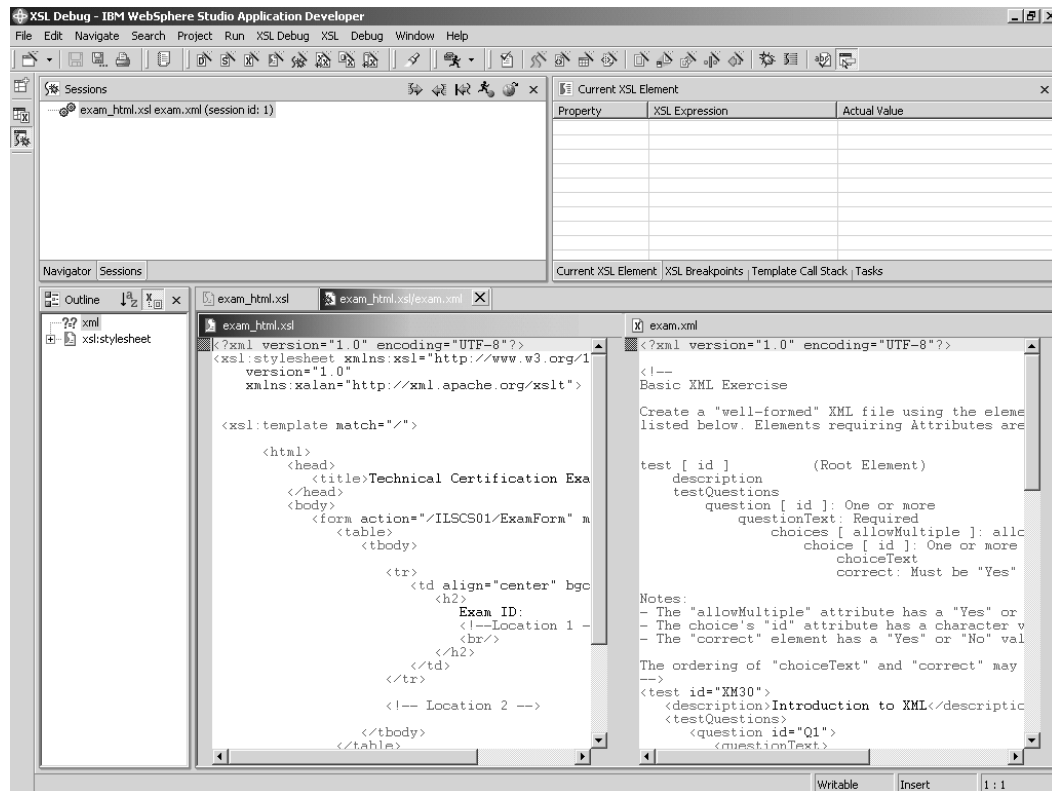 XSL Debug - IBM WebSphere Studio Application Developer
File Edit Navigate Search Project Run XSL Debug XSL Debug Window Help
Sessions
exam_html.xsl exam.xml (session id: 1)
Navigator Sessions
Current XSL Element
Property XSL Expression Actual Value
Current XSL Element XSL Breakpoints Template Call Stack Tasks
Outline
?? xml
xsl:stylesheet
exam_html.xsl exam_html.xsl/exam.xml
exam_html.xsl
<?xml version="1.0" encoding="UTF-8"?>
<xsl:stylesheet xmlns:xsl="http://www.w3.org/1
version="1.0"
xmlns:xalan="http://xml.apache.org/xslt">
<xsl:template match="/">
<html>
<head>
<title>Technical Certification Exa
</head>
<body>
<form action="/ILSCS01/ExamForm" m
<table>
<tbody>
<tr>
<td align="center" bgc
<h2>
Exam ID:
<!--Location 1 -
<br/>
</h2>
</td>
</tr>
<!-- Location 2 -->
</tbody>
</table>
exam.xml
<?xml version="1.0" encoding="UTF-8"?>
<!--
Basic XML Exercise
Create a "well-formed" XML file using the eleme
listed below. Elements requiring Attributes are
test [ id ] (Root Element)
description
testQuestions
question [ id ]: One or more
questionText: Required
choices [ allowMultiple ]: allo
choice [ id ]: One or more
choiceText
correct: Must be "Yes"
Notes:
- The "allowMultiple" attribute has a "Yes" or
- The choice's "id" attribute has a character v
- The "correct" element has a "Yes" or "No" val
The ordering of "choiceText" and "correct" may
-->
<test id="XM30">
<description>Introduction to XML</descriptio
<testQuestions>
<question id="Q1">
<questionText>
Writable Insert 1 : 1